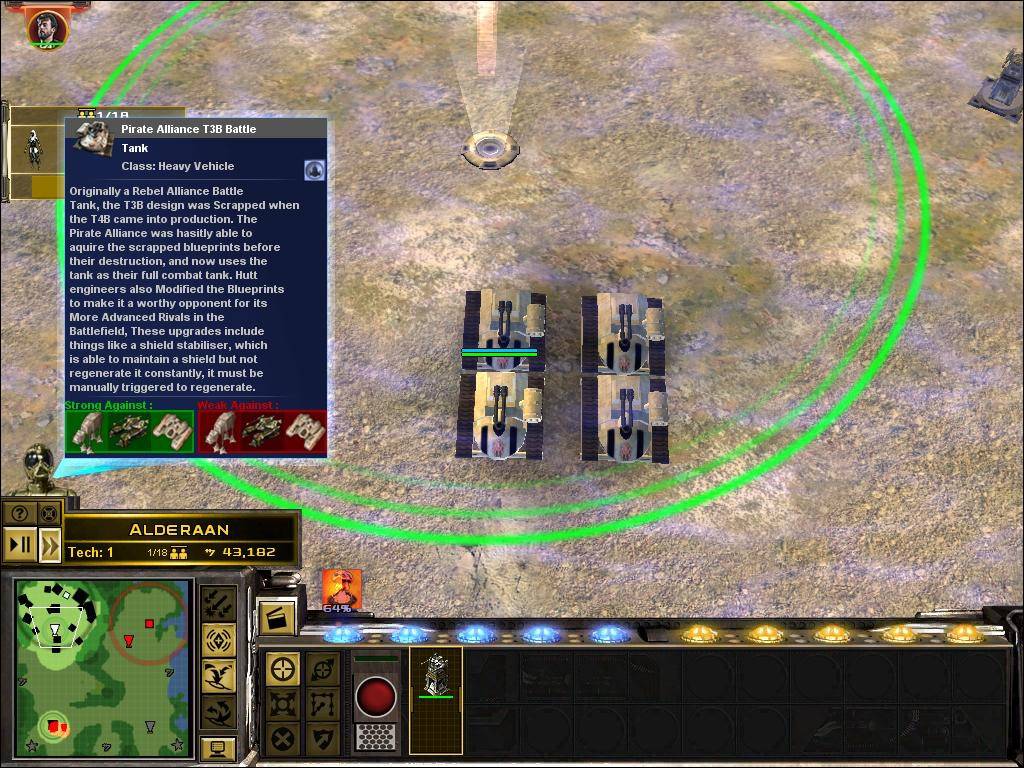 1/18
Pirate Alliance T3B Battle
Tank
Class: Heavy Vehicle
Originally a Rebel Alliance Battle
Tank, the T3B design was Scrapped when
the T4B came into production. The
Pirate Alliance was hasitly able to
aquire the scrapped blueprints before
their destruction, and now uses the
tank as their full combat tank. Hutt
engineers also Modified the Blueprints
to make it a worthy opponent for its
More Advanced Rivals in the
Battlefield, These upgrades include
things like a shield stabiliser, which
is able to maintain a shield but not
regenerate it constantly, it must be
manually triggered to regenerate.
Strong Against : Weak Against :
?
ALDERAAN
Tech: 1 1/18 43,182
64%